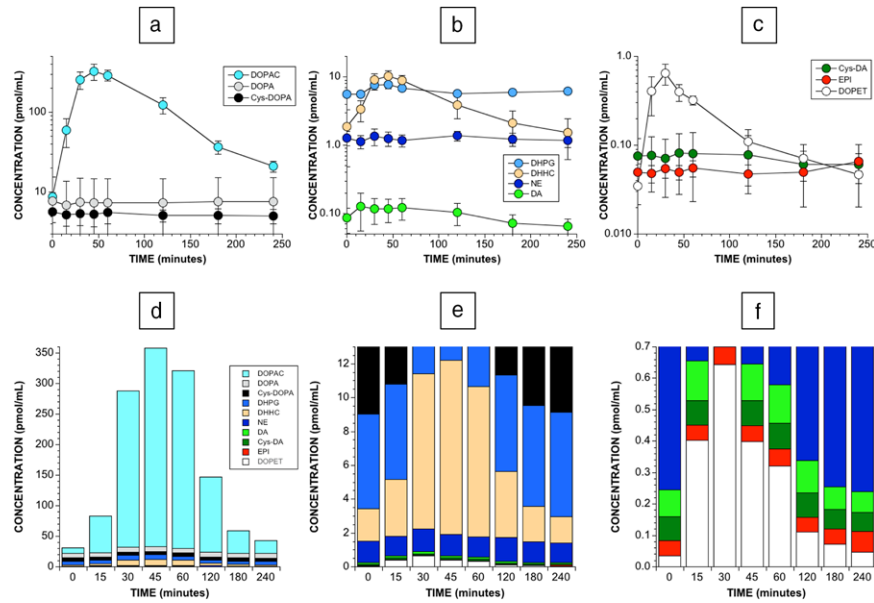 a
b
c
CONCENTRATION (pmol/mL)
100
10
DOPAC
DOPA
Cys-DOPA
0 50 100 150 200 250
TIME (minutes)
CONCENTRATION (pmol/mL)
10
1.0
0.10
DHPG
DHHC
NE
DA
0 50 100 150 200 250
TIME (minutes)
CONCENTRATION (pmol/mL)
1.0
0.10
0.010
Cys-DA
EPI
DOPET
0 50 100 150 200 250
TIME (minutes)
d
e
f
CONCENTRATION (pmol/mL)
350
300
250
200
150
100
50
0
DOPAC
DOPA
Cys-DOPA
DHPG
DHHC
NE
DA
Cys-DA
EPI
DOPET
0 15 30 45 60 120 180 240
TIME (minutes)
CONCENTRATION (pmol/mL)
12
10
8
6
4
2
0
0 15 30 45 60 120 180 240
TIME (minutes)
CONCENTRATION (pmol/mL)
0.7
0.6
0.5
0.4
0.3
0.2
0.1
0.0
0 15 30 45 60 120 180 240
TIME (minutes)